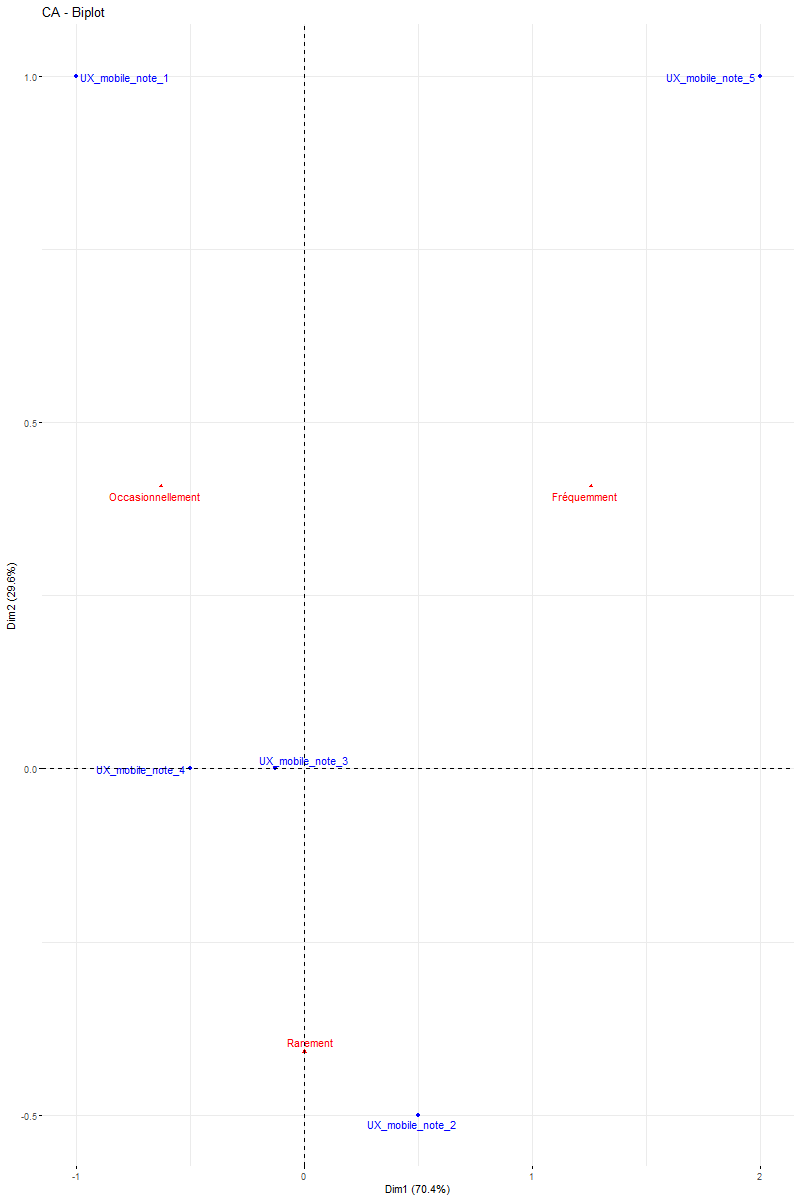 CA - Biplot
1.0
UX_mobile_note_1
UX_mobile_note_5
0.5
Occasionnellement
Fréquemment
Dim2 (29.6%)
UX_mobile_note_3
0.0
UX_mobile_note_4
Rarement
-0.5
UX_mobile_note_2
-1
0
1
2
Dim1 (70.4%)